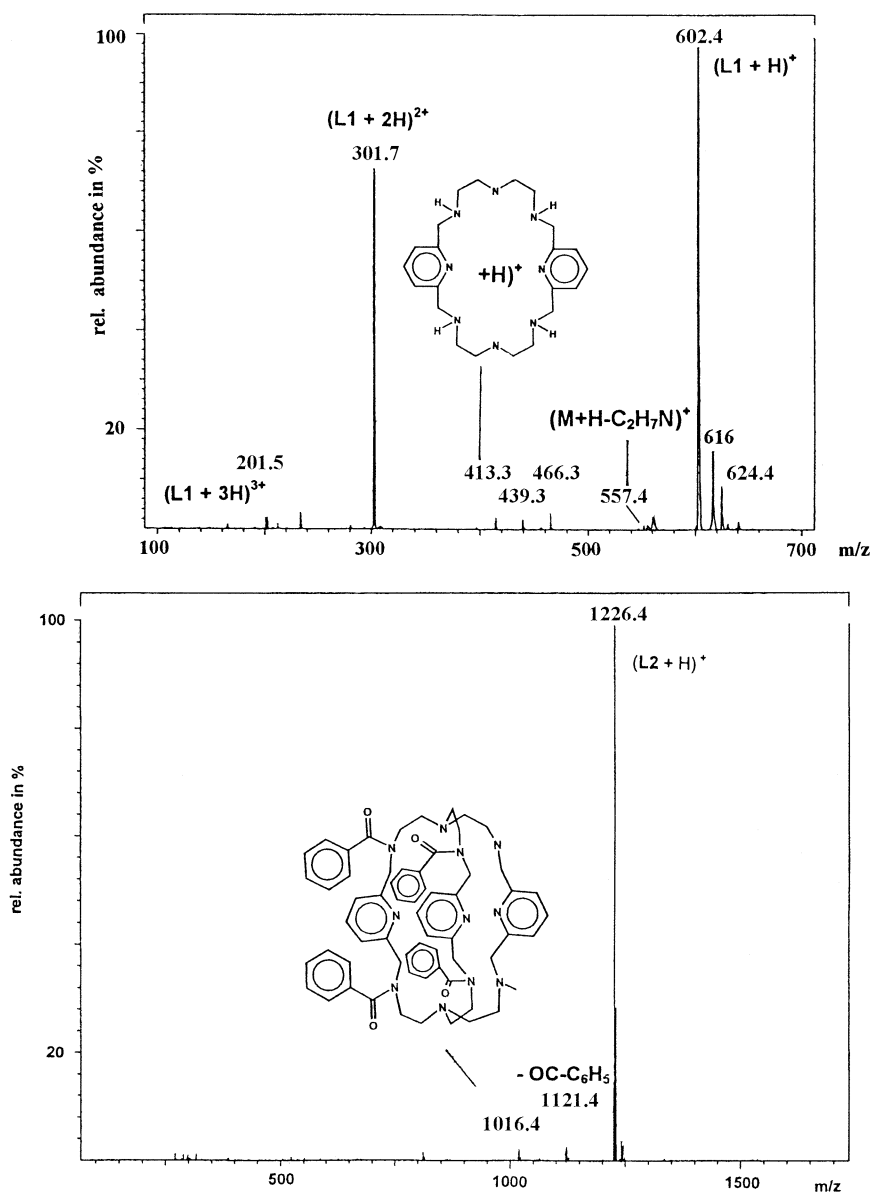 100
602.4
(L1 + H)⁺
(L1 + 2H)²⁺
301.7
rel. abundance in %
N
H N
N H
N
N
+H)⁺
H N
N H
N
(M+H-C₂H₇N)⁺
20
616
201.5
413.3
466.3
624.4
(L1 + 3H)³⁺
439.3
557.4
100
300
500
700
m/z
100
1226.4
(L2 + H)⁺
rel. abundance in %
O
N
N
O
N
N
N
N
N
N
O
N
N
N
O
20
- OC-C₆H₅
1121.4
1016.4
500
1000
1500
m/z